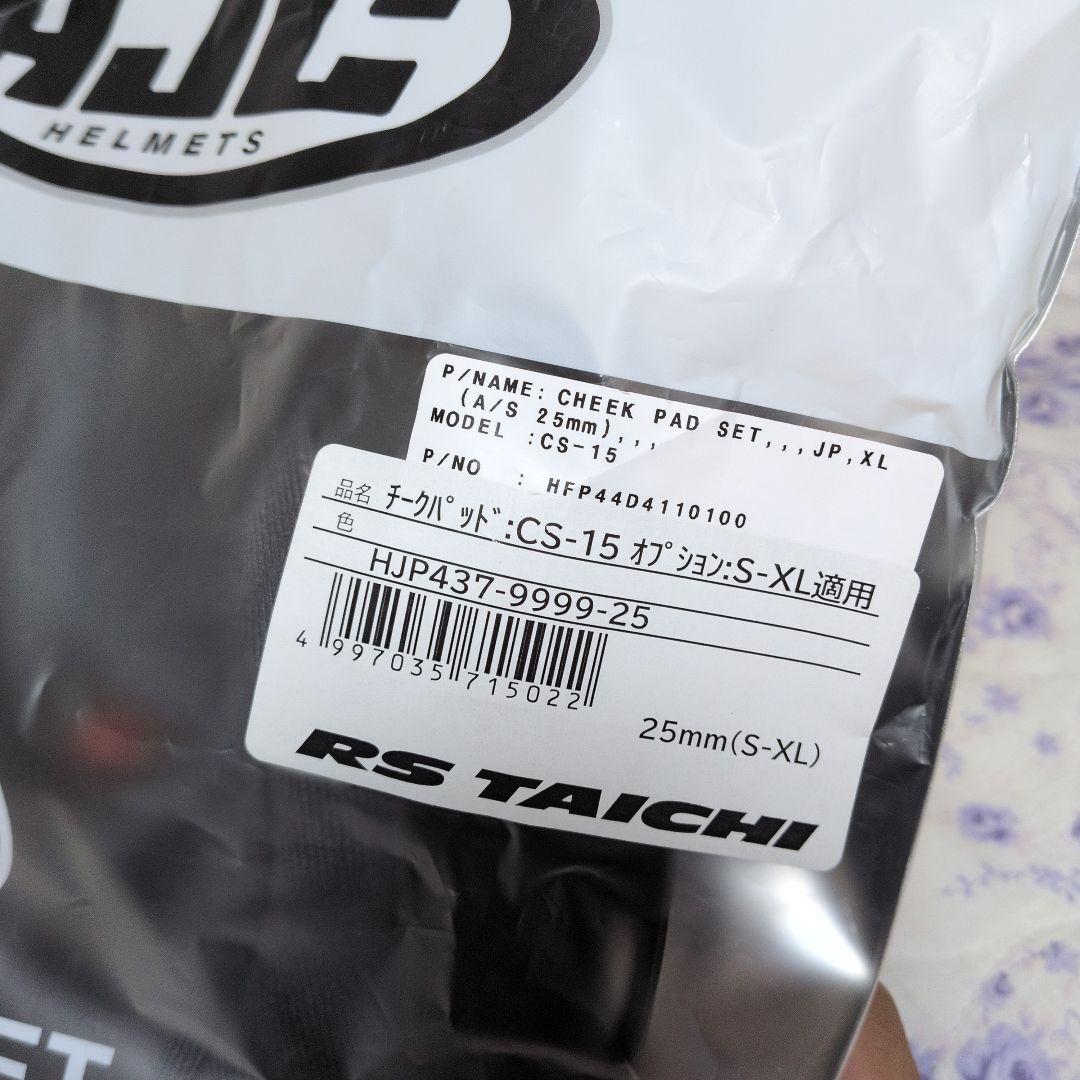 HJC
HELMETS
P/NAME: CHEEK PAD SET,,,JP,XL
(A/S 25mm),,,
MODEL :CS-15
P/NO : HFP44D4110100
品名 ﾁｰｸﾊﾟｯﾄﾞ:CS-15 ｵﾌﾟｼｮﾝ:S-XL適用
色
HJP437-9999-25
4 997035 715022
25mm(S-XL)
RS TAICHI